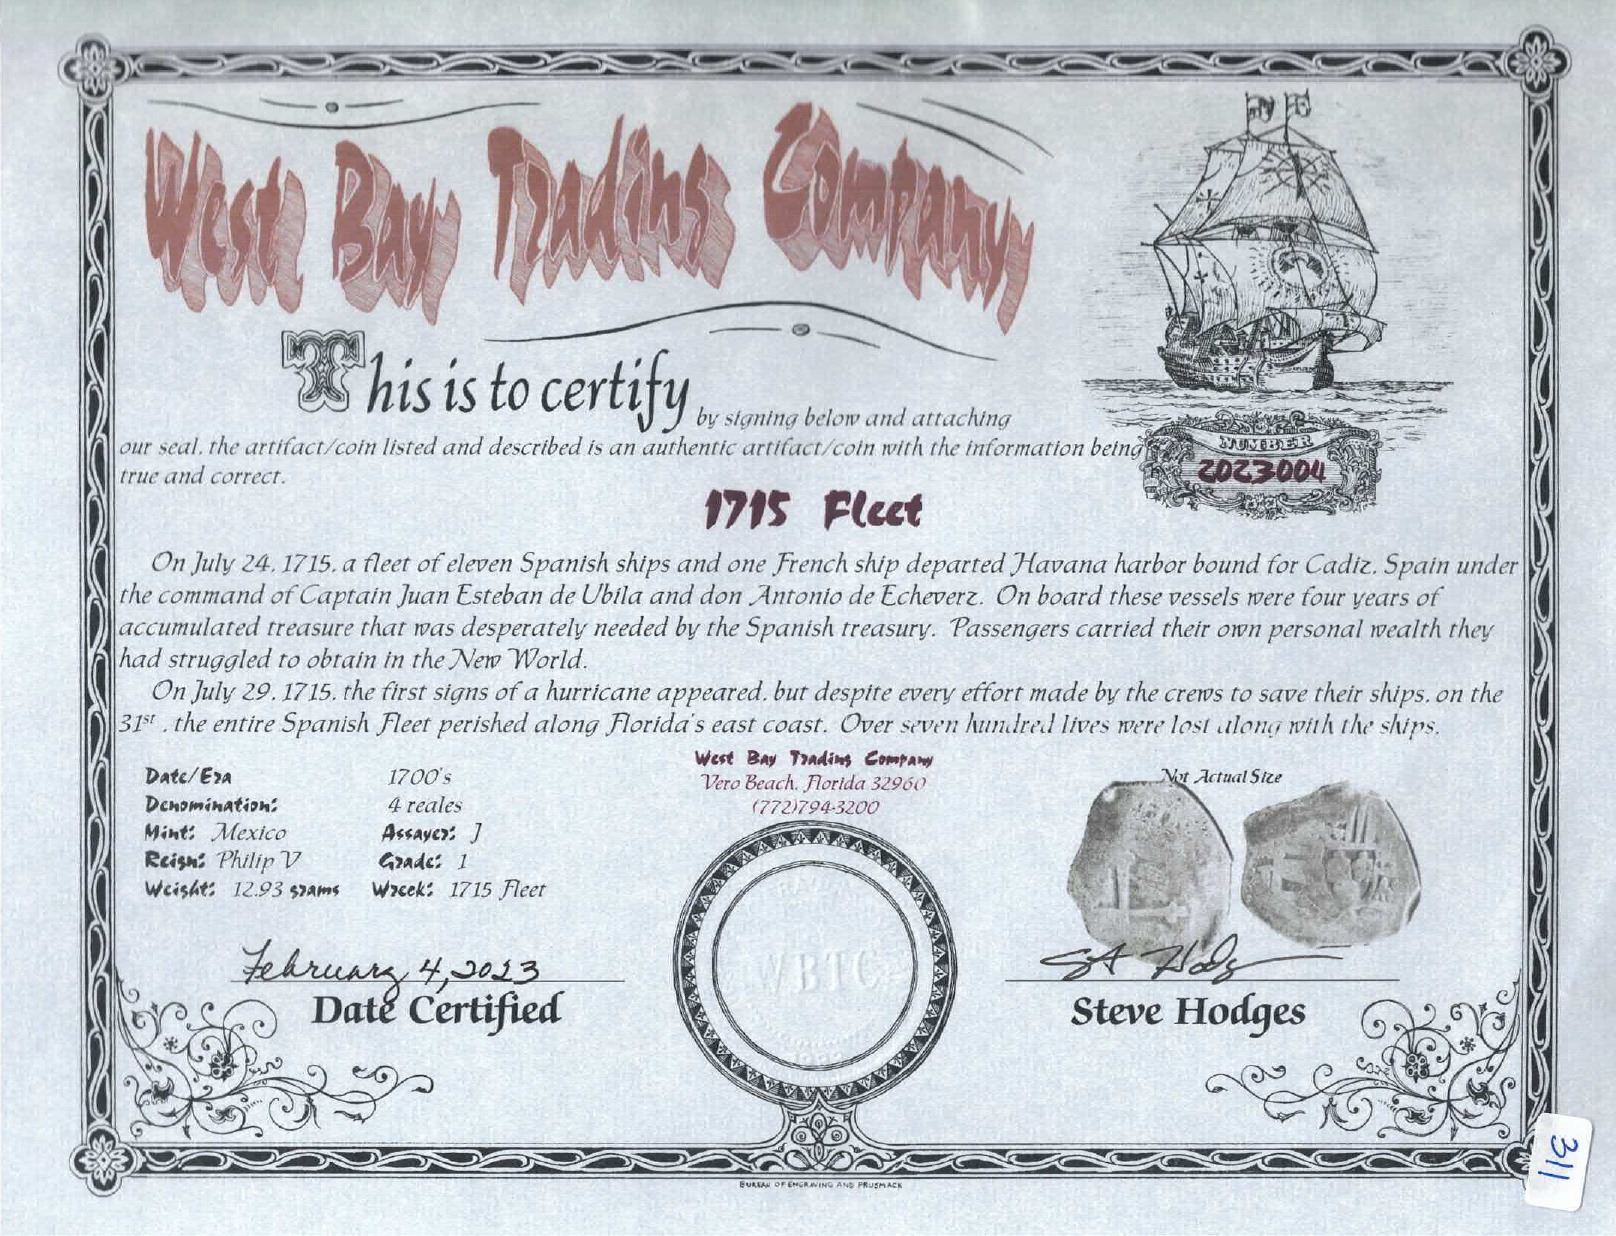 West Bay Trading Company
This is to certify by signing below and attaching
our seal, the artifact/coin listed and described is an authentic artifact/coin with the information being
true and correct.
NUMBER
2023004
1715 Fleet
On July 24, 1715, a fleet of eleven Spanish ships and one French ship departed Havana harbor bound for Cadiz, Spain under
the command of Captain Juan Esteban de Ubila and don Antonio de Echeverz. On board these vessels were four years of
accumulated treasure that was desperately needed by the Spanish treasury. Passengers carried their own personal wealth they
had struggled to obtain in the New World.
On July 29, 1715, the first signs of a hurricane appeared, but despite every effort made by the crews to save their ships, on the
31st, the entire Spanish Fleet perished along Florida's east coast. Over seven hundred lives were lost along with the ships.
West Bay Trading Company
Vero Beach, Florida 32960
(772)794-3200
Date/Era 1700's
Denomination: 4 reales
Mint: Mexico Assayer: J
Reign: Philip V Grade: 1
Weight: 12.93 grams Wreck: 1715 Fleet
Not Actual Size
WBTC
February 4, 2023
Date Certified
SA Hodges
Steve Hodges
BUREAU OF ENGRAVING AND PRUSMACK
311